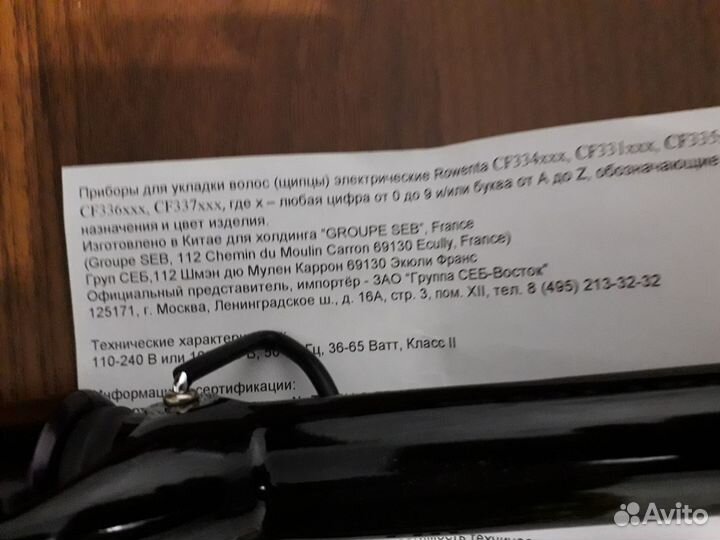 Приборы для укладки волос (щипцы) электрические Rowenta CF334xxx, CF331xxx, CF335
CF336xxx, CF337xxx, где x – любая цифра от 0 до 9 и/или буква от A до Z, обозначающие
назначения и цвет изделия.
Изготовлено в Китае для холдинга "GROUPE SEB", France
(Groupe SEB, 112 Chemin du Moulin Carron 69130 Ecully, France)
Груп СЕБ,112 Шмэн дю Мулен Каррон 69130 Экюли Франс
Официальный представитель, импортёр - ЗАО "Группа СЕБ-Восток"
125171, г. Москва, Ленинградское ш., д. 16А, стр. 3, пом. XII, тел. 8 (495) 213-32-32
Технические
110-240 В или В, 50 Гц, 36-65 Ватт, Класс II
Информация сертификации:
Avito